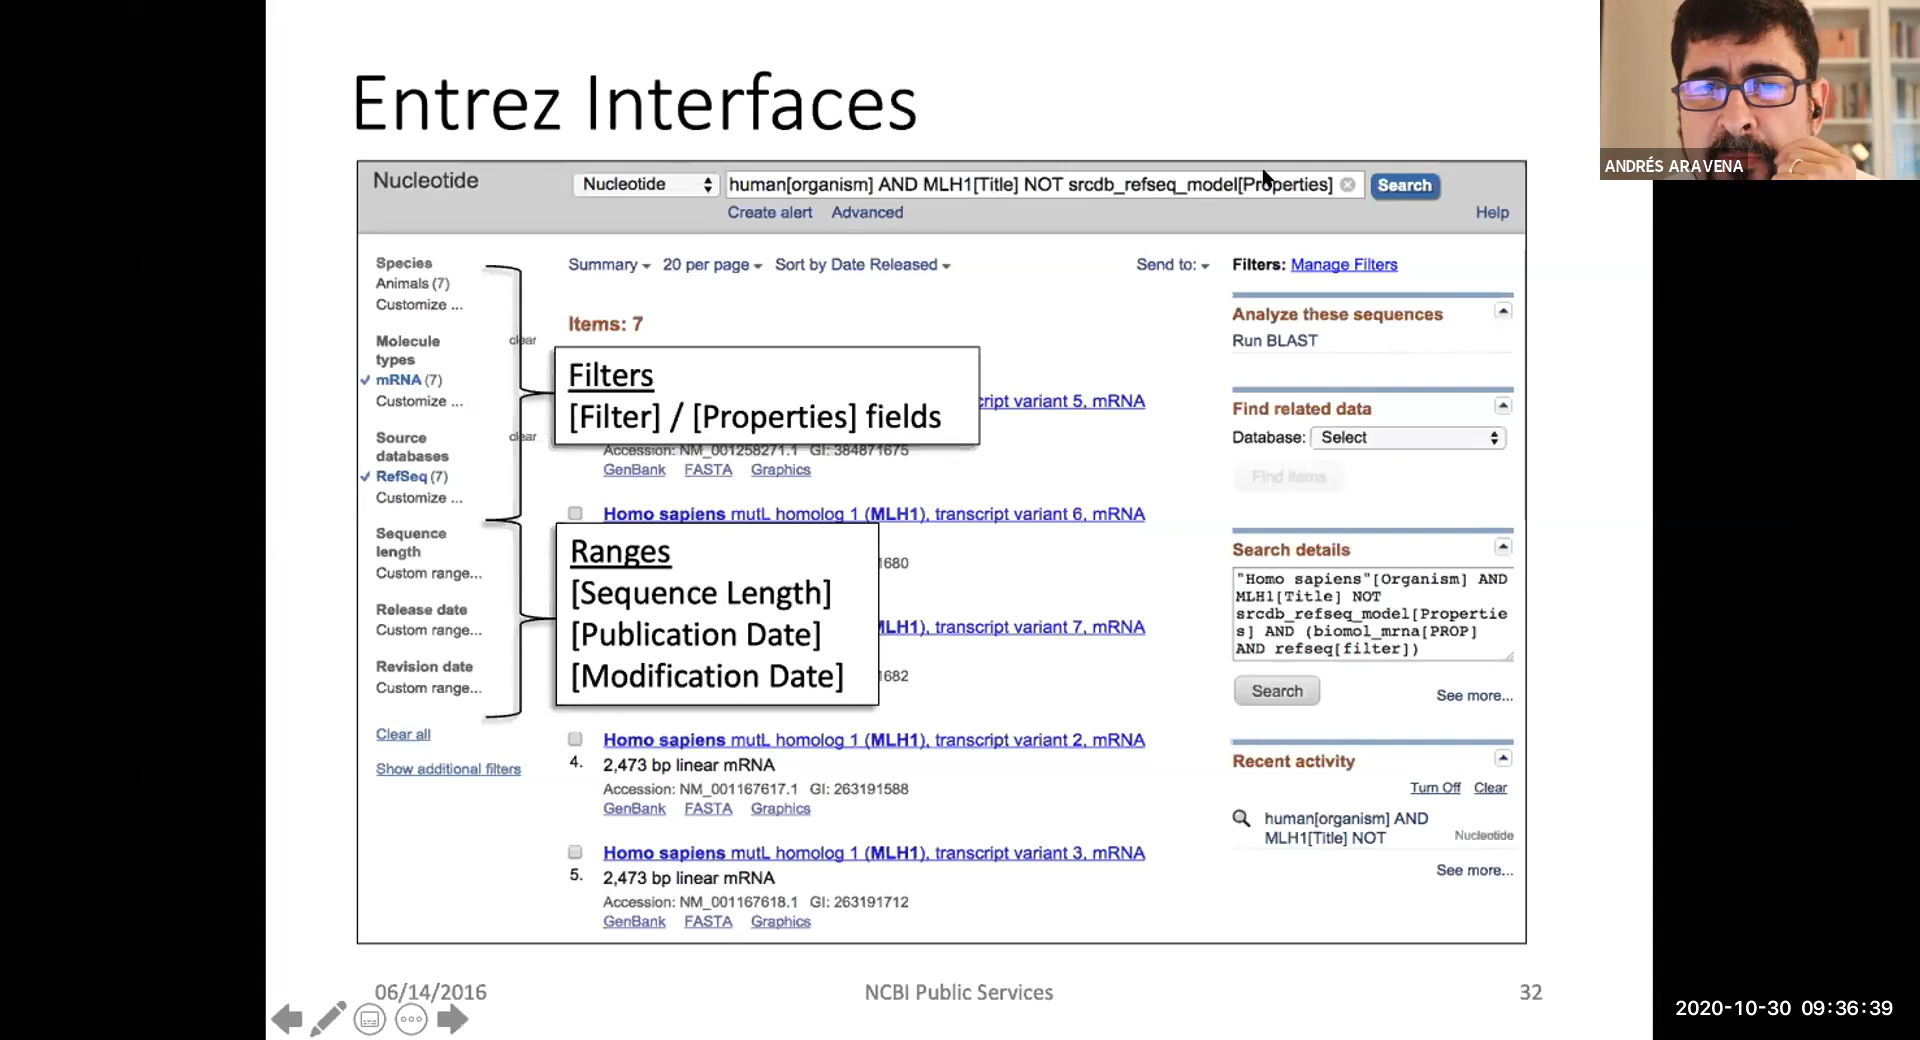 Entrez Interfaces
ANDRÉS ARAVENA
Nucleotide
Nucleotide
human[organism] AND MLH1[Title] NOT srcdb_refseq_model[Properties]
Search
Create alert Advanced
Help
Species
Animals (7)
Customize ...
Molecule types
clear
mRNA (7)
Customize ...
Source databases
clear
RefSeq (7)
Customize ...
Sequence length
Custom range...
Release date
Custom range...
Revision date
Custom range...
Clear all
Show additional filters
Summary 20 per page Sort by Date Released
Send to:
Items: 7
Filters
[Filter] / [Properties] fields
cript variant 5, mRNA
Accession: NM_001258271.1 GI: 384871675
GenBank FASTA Graphics
Homo sapiens mutL homolog 1 (MLH1), transcript variant 6, mRNA
Ranges
[Sequence Length]
[Publication Date]
[Modification Date]
1680
MLH1), transcript variant 7, mRNA
1682
Homo sapiens mutL homolog 1 (MLH1), transcript variant 2, mRNA
4. 2,473 bp linear mRNA
Accession: NM_001167617.1 GI: 263191588
GenBank FASTA Graphics
Homo sapiens mutL homolog 1 (MLH1), transcript variant 3, mRNA
5. 2,473 bp linear mRNA
Accession: NM_001167618.1 GI: 263191712
GenBank FASTA Graphics
Filters: Manage Filters
Analyze these sequences
Run BLAST
Find related data
Database: Select
Find items
Search details
"Homo sapiens"[Organism] AND
MLH1[Title] NOT
srcdb_refseq_model[Propertie
s] AND (biomol_mrna[PROP]
AND refseq[filter])
Search
See more...
Recent activity
Turn Off Clear
human[organism] AND
MLH1[Title] NOT
Nucleotide
See more...
06/14/2016
NCBI Public Services
32
2020-10-30 09:36:39